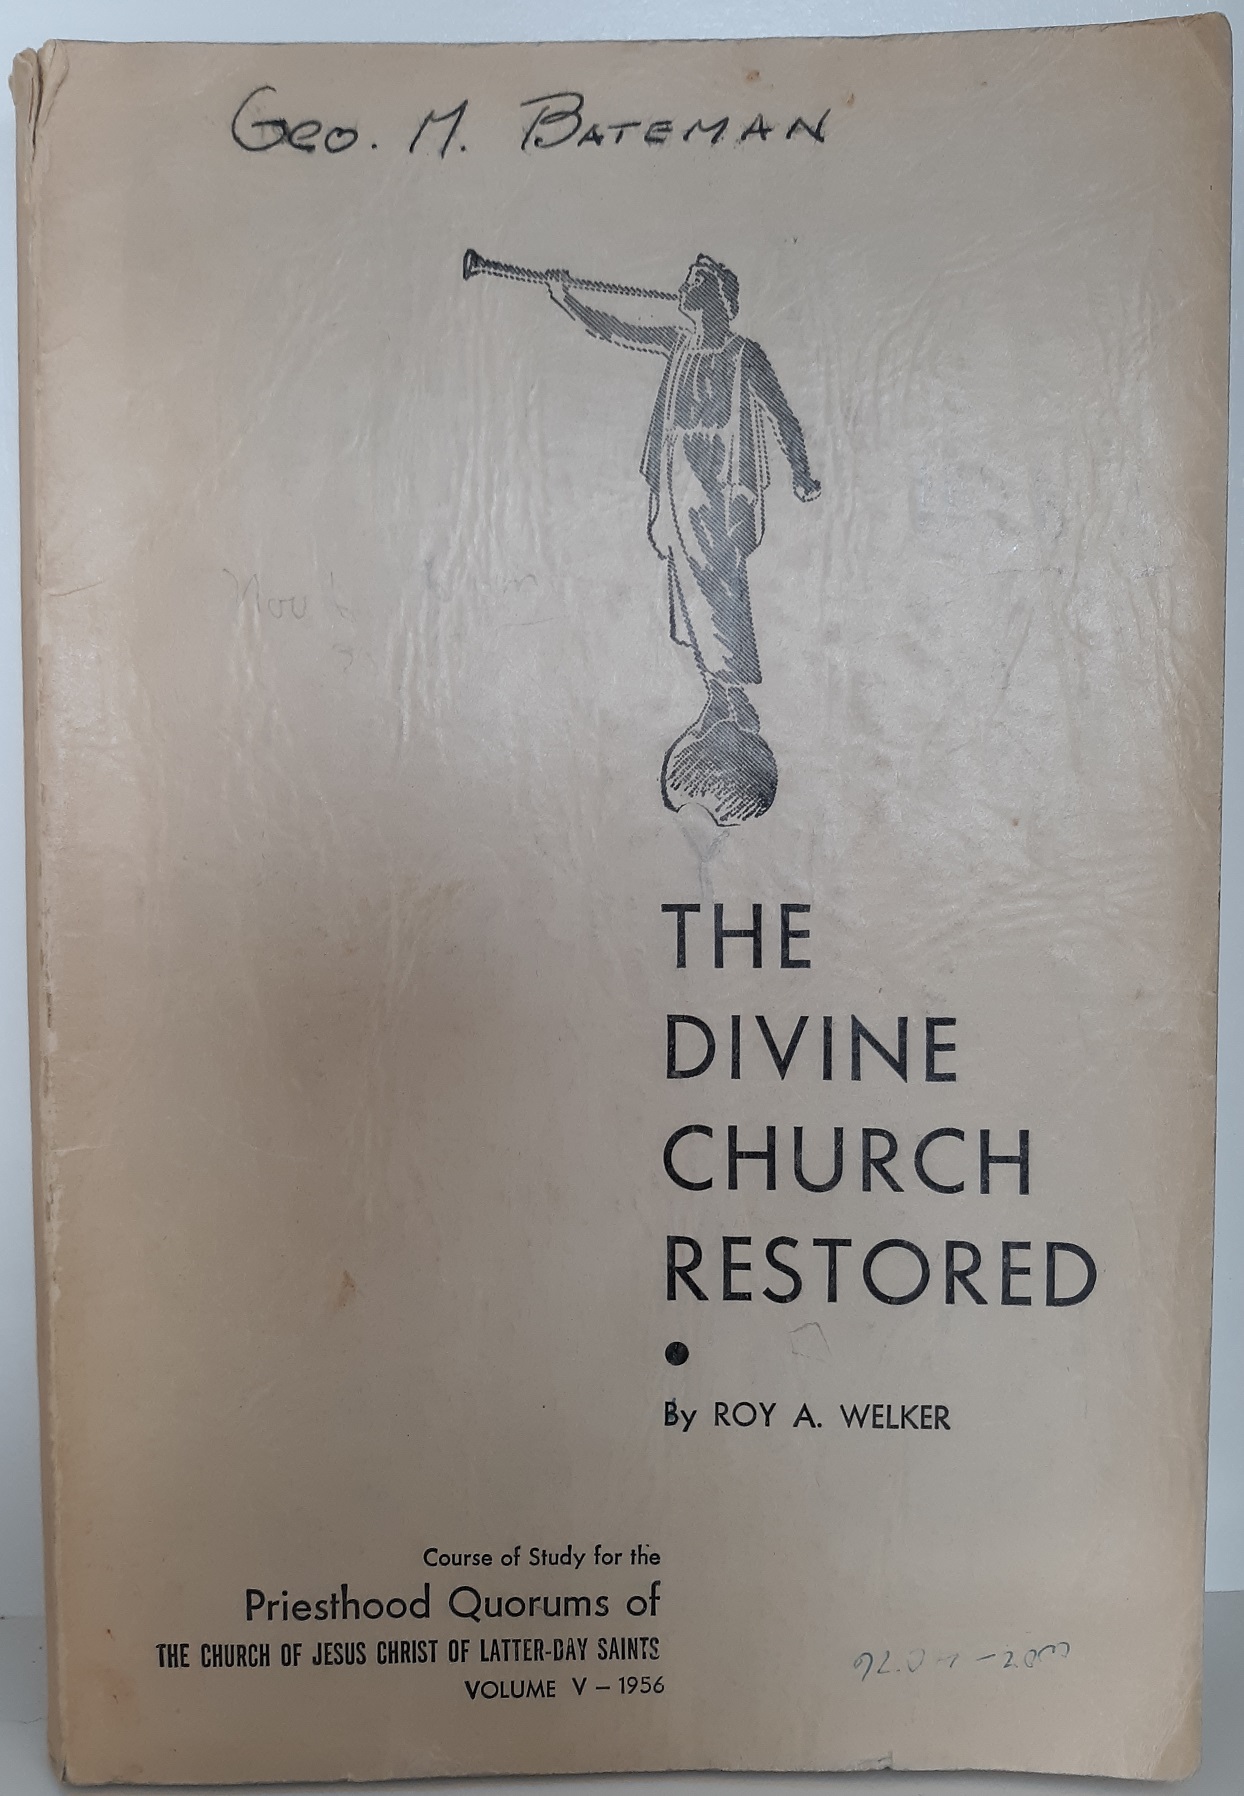 Geo. M. BATEMAN
THE
DIVINE
CHURCH
RESTORED
By ROY A. WELKER
Course of Study for the
Priesthood Quorums of
THE CHURCH OF JESUS CHRIST OF LATTER-DAY SAINTS
VOLUME V – 1956